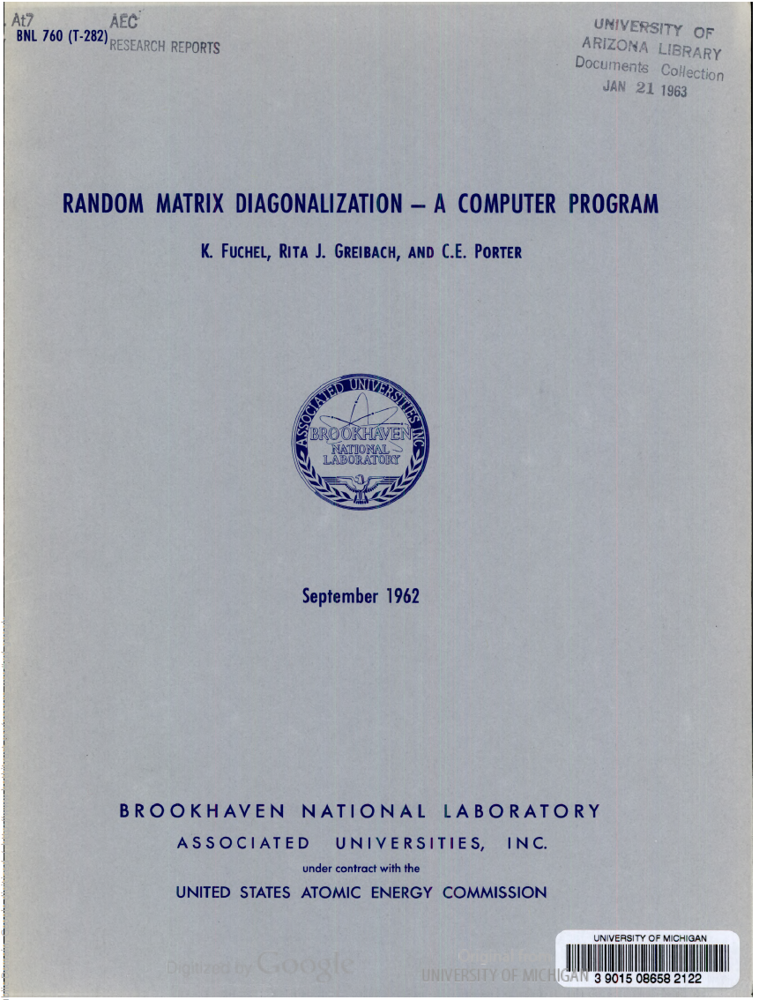 At7 AEC
BNL 760 (T-282)
RESEARCH REPORTS
UNIVERSITY OF
ARIZONA LIBRARY
Documents Collection
JAN 21 1963
RANDOM MATRIX DIAGONALIZATION – A COMPUTER PROGRAM
K. FUCHEL, RITA J. GREIBACH, AND C.E. PORTER
ASSOCIATED UNIVERSITIES INC
BROOKHAVEN
NATIONAL
LABORATORY
September 1962
BROOKHAVEN NATIONAL LABORATORY
ASSOCIATED UNIVERSITIES, INC.
under contract with the
UNITED STATES ATOMIC ENERGY COMMISSION
UNIVERSITY OF MICHIGAN
3 9015 08658 2122
Digitized by Google
Original from
UNIVERSITY OF MICHIGAN